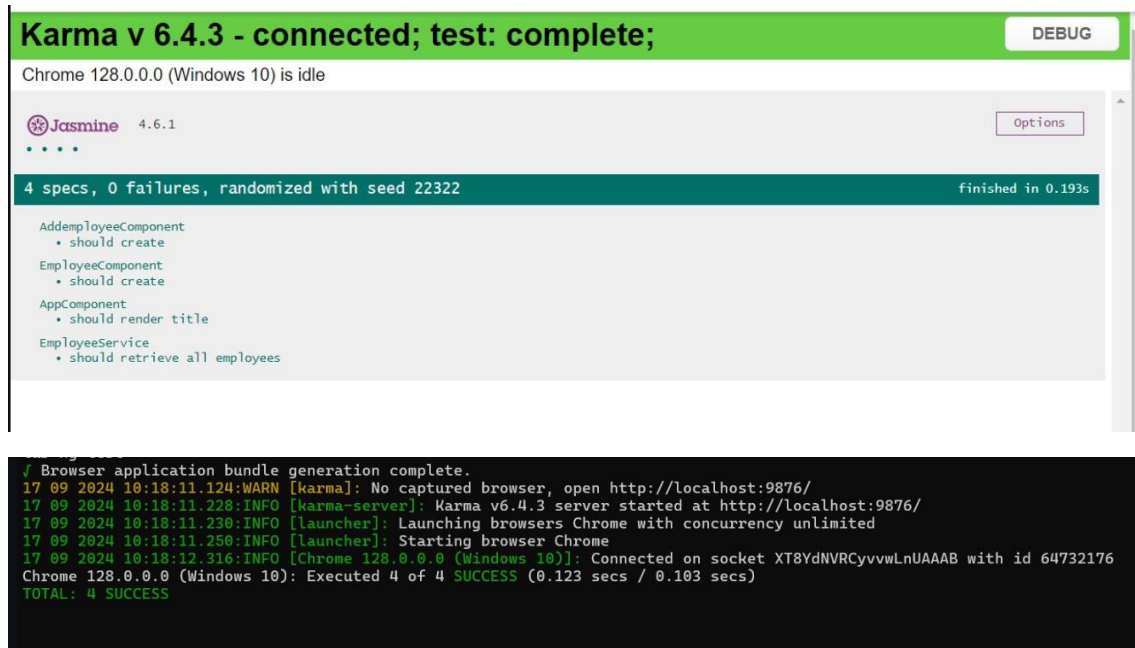 Karma v 6.4.3 - connected; test: complete;
DEBUG
Chrome 128.0.0.0 (Windows 10) is idle
Jasmine 4.6.1
Options
• • • •
4 specs, 0 failures, randomized with seed 22322
finished in 0.193s
AddemployeeComponent
• should create
EmployeeComponent
• should create
AppComponent
• should render title
EmployeeService
• should retrieve all employees
√ Browser application bundle generation complete.
17 09 2024 10:18:11.124:WARN [karma]: No captured browser, open http://localhost:9876/
17 09 2024 10:18:11.228:INFO [karma-server]: Karma v6.4.3 server started at http://localhost:9876/
17 09 2024 10:18:11.230:INFO [launcher]: Launching browsers Chrome with concurrency unlimited
17 09 2024 10:18:11.250:INFO [launcher]: Starting browser Chrome
17 09 2024 10:18:12.316:INFO [Chrome 128.0.0.0 (Windows 10)]: Connected on socket XT8YdNVRCyvvwLnUAAAB with id 64732176
Chrome 128.0.0.0 (Windows 10): Executed 4 of 4 SUCCESS (0.123 secs / 0.103 secs)
TOTAL: 4 SUCCESS